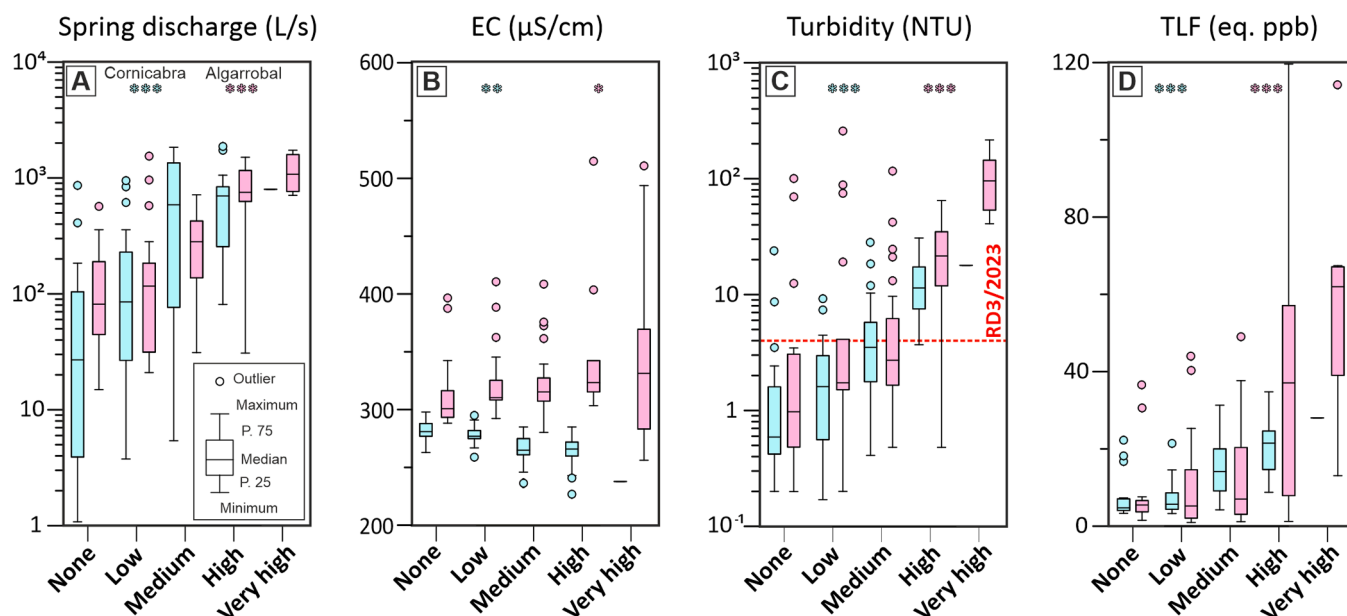 Spring discharge (L/s)
EC (µS/cm)
Turbidity (NTU)
TLF (eq. ppb)
A
Cornicabra
Algarrobal
***
***
10⁴
10³
10²
10
1
Outlier
Maximum
P. 75
Median
P. 25
Minimum
None
Low
Medium
High
Very high
B
**
*
600
500
400
300
200
None
Low
Medium
High
Very high
C
***
***
10³
10²
10
1
10⁻¹
RD3/2023
None
Low
Medium
High
Very high
D
***
***
120
80
40
0
None
Low
Medium
High
Very high